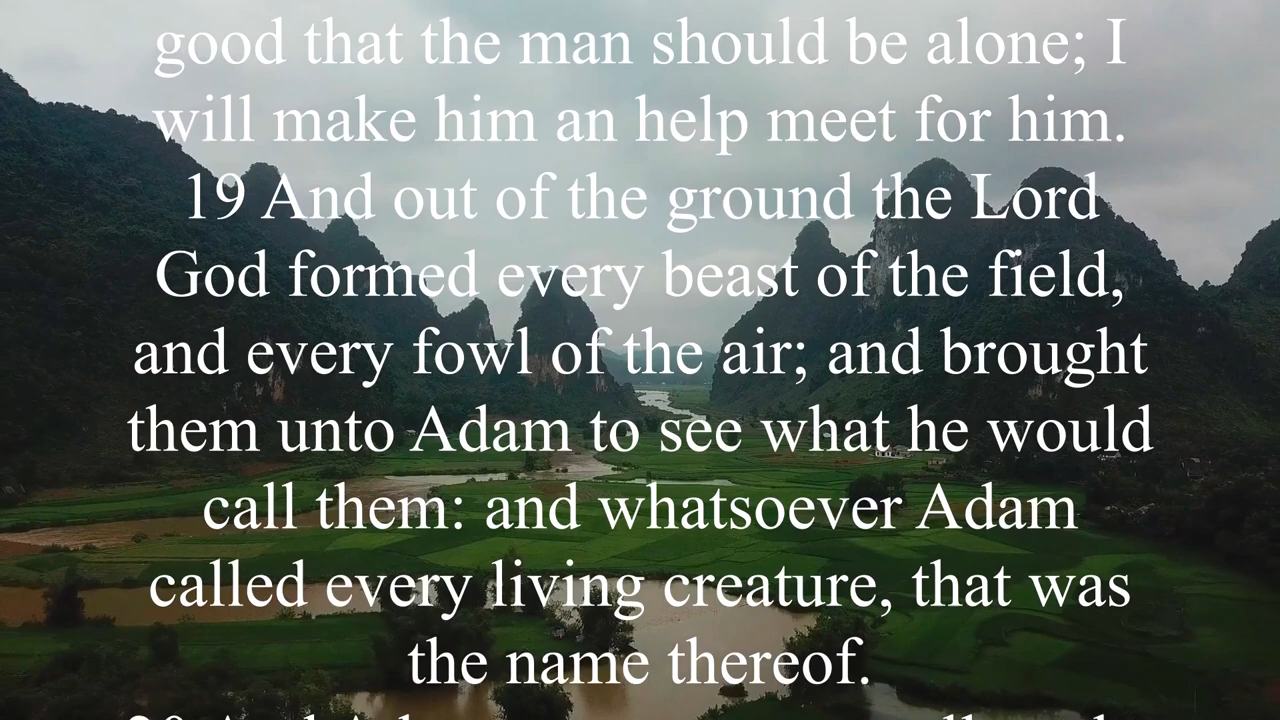 good that the man should be alone; I
will make him an help meet for him.
19 And out of the ground the Lord
God formed every beast of the field,
and every fowl of the air; and brought
them unto Adam to see what he would
call them: and whatsoever Adam
called every living creature, that was
the name thereof.